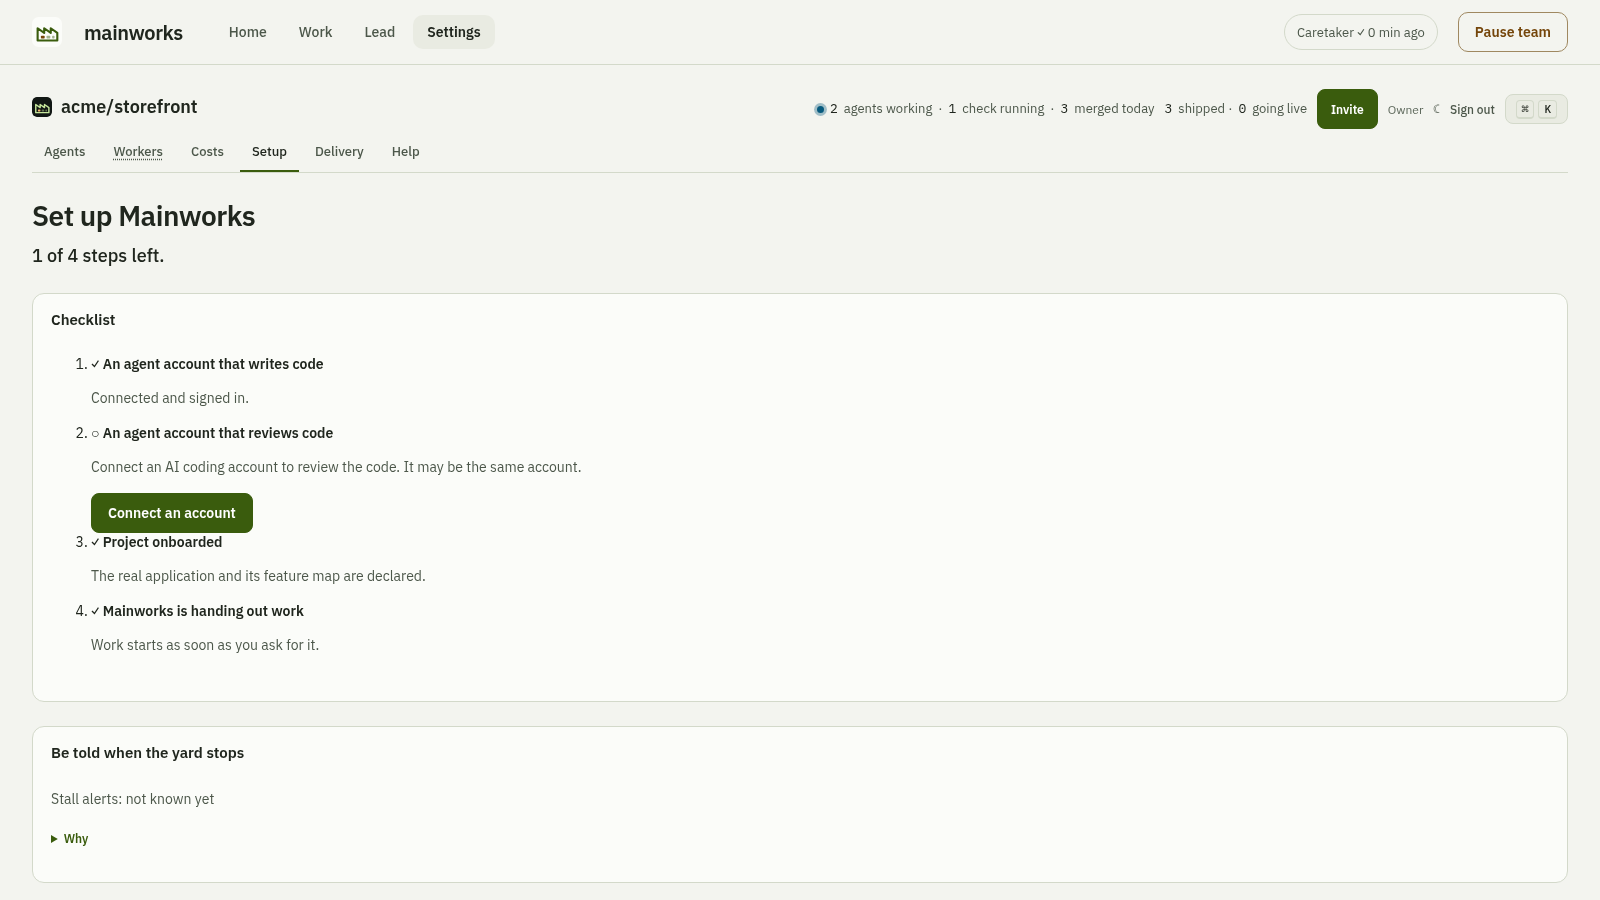 mainworks
Home Work Lead Settings
Caretaker ✓ 0 min ago
Pause team
acme/storefront
2 agents working · 1 check running · 3 merged today 3 shipped · 0 going live
Invite
Owner ☾ Sign out ⌘ K
Agents Workers Costs Setup Delivery Help
Set up Mainworks
1 of 4 steps left.
Checklist
1. ✓ An agent account that writes code
Connected and signed in.
2. ○ An agent account that reviews code
Connect an AI coding account to review the code. It may be the same account.
Connect an account
3. ✓ Project onboarded
The real application and its feature map are declared.
4. ✓ Mainworks is handing out work
Work starts as soon as you ask for it.
Be told when the yard stops
Stall alerts: not known yet
▶ Why